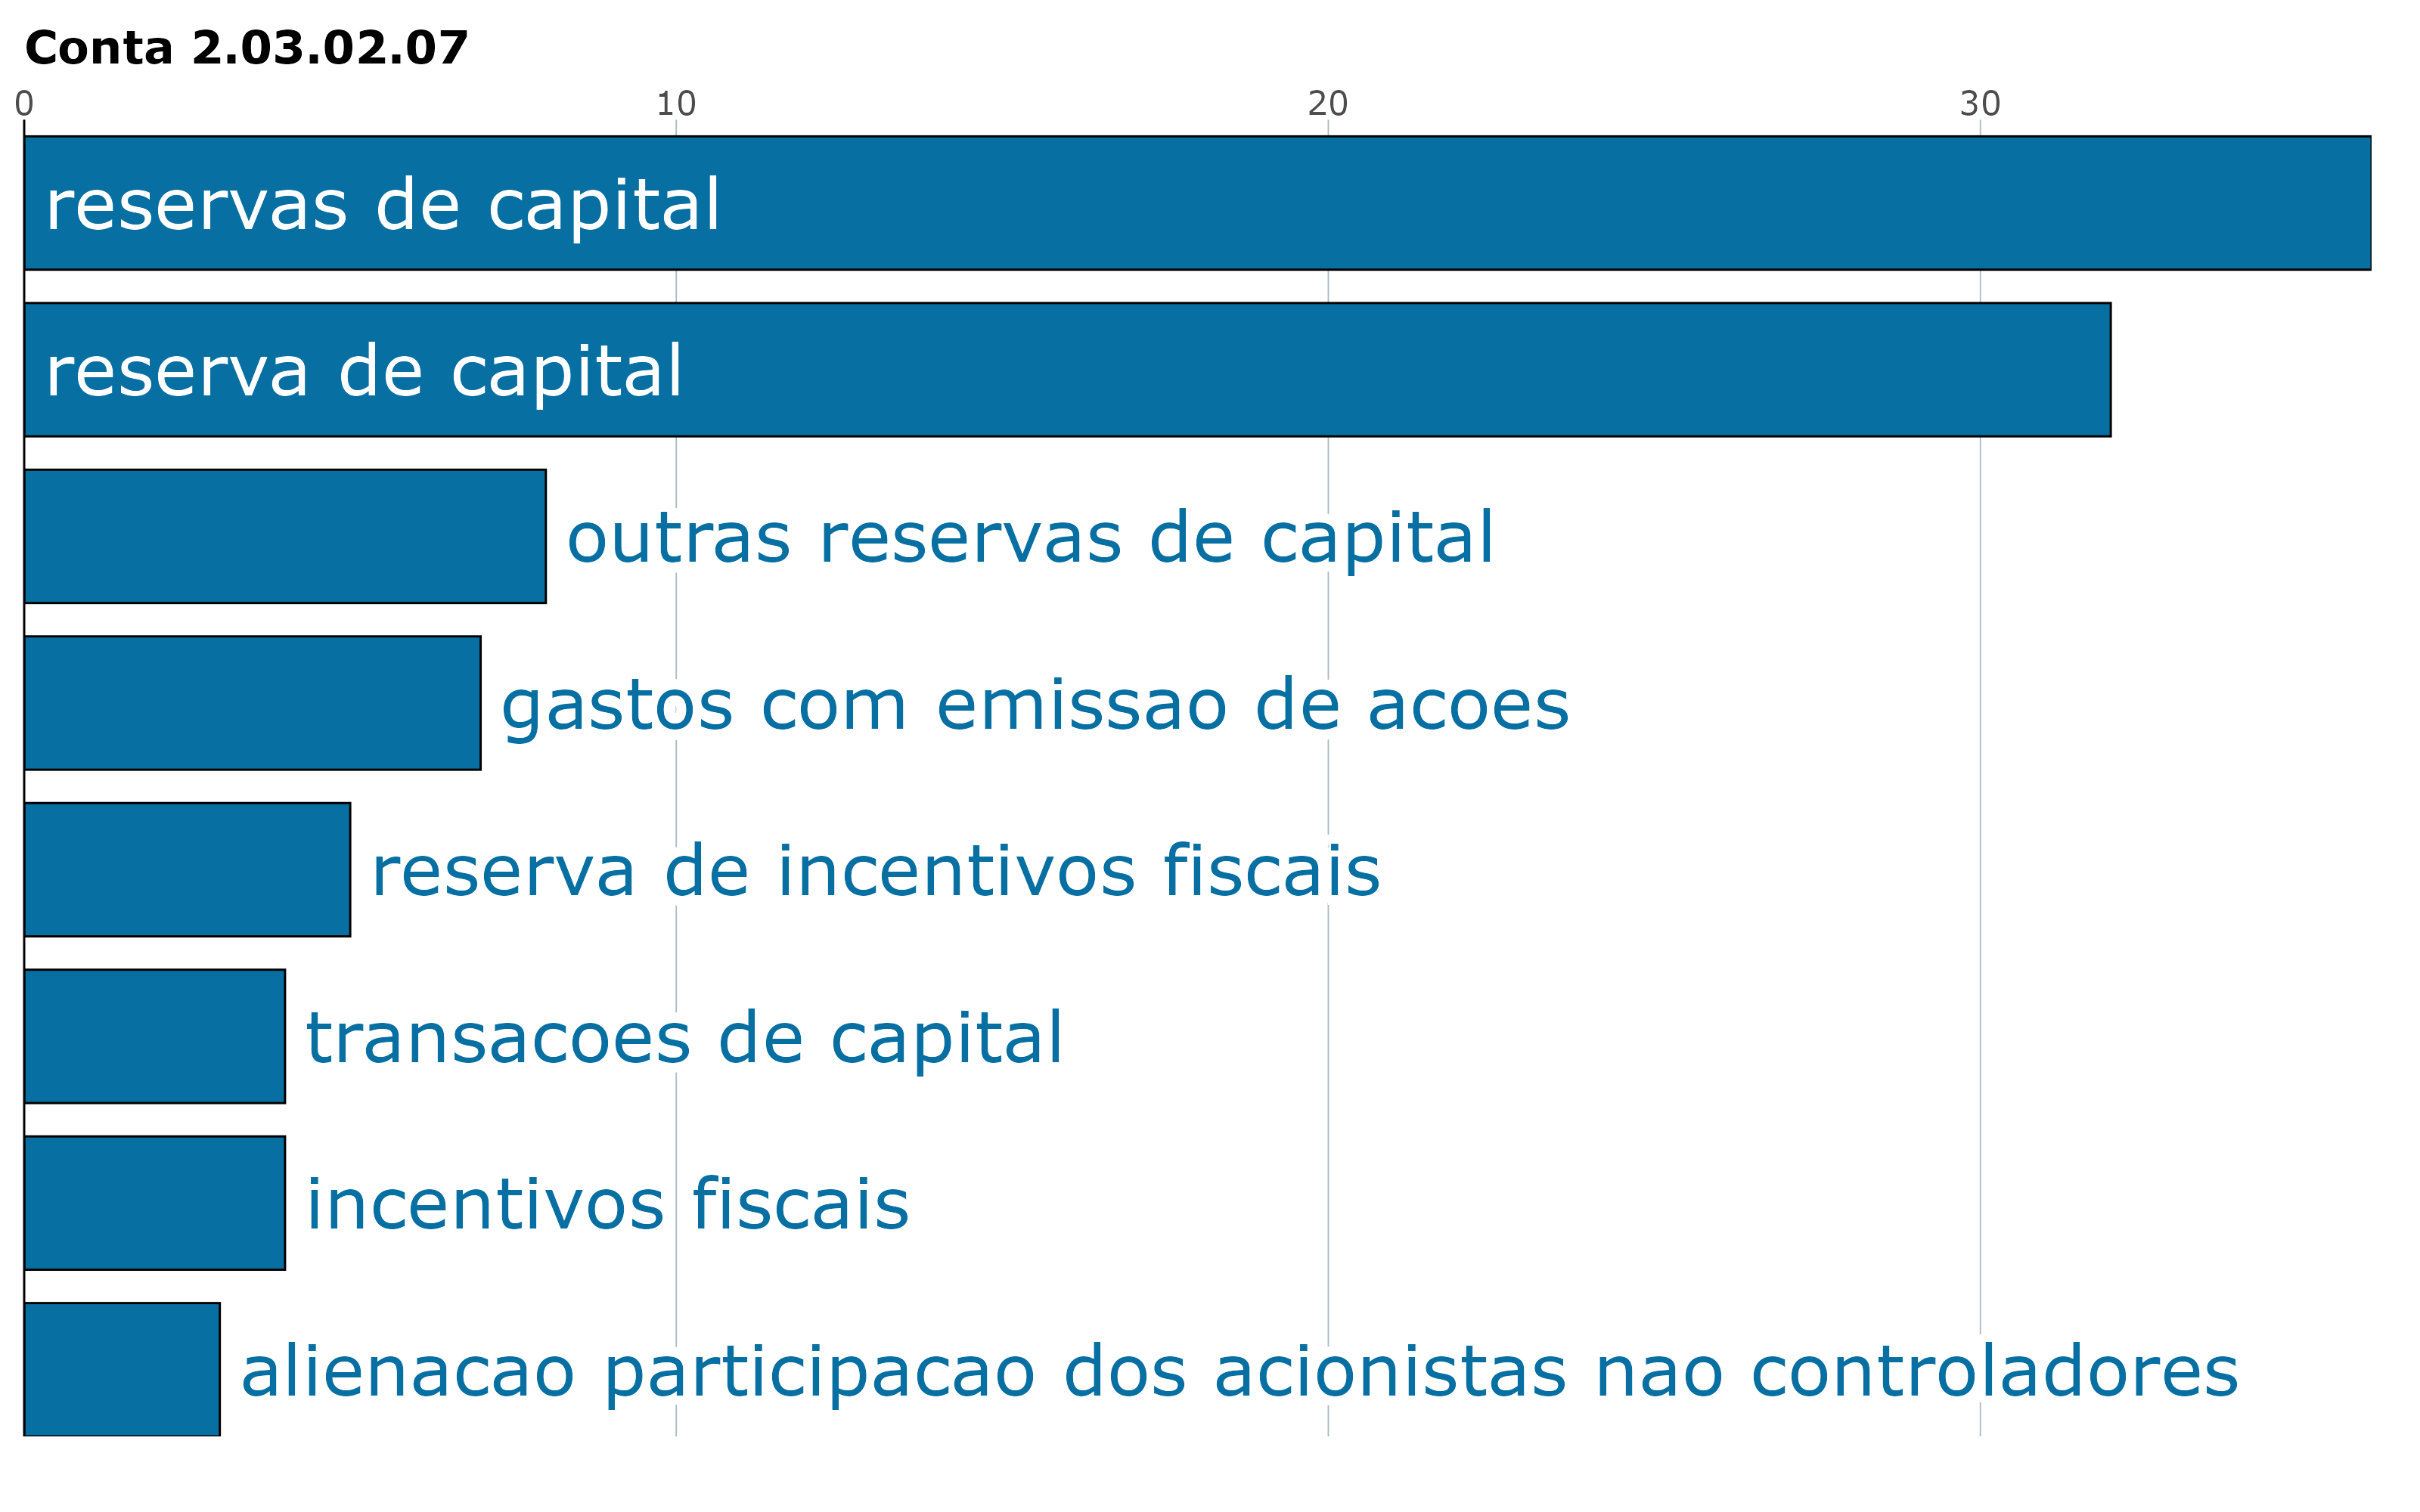 Conta 2.03.02.07
0 10 20 30
reservas de capital
reserva de capital
outras reservas de capital
gastos com emissao de acoes
reserva de incentivos fiscais
transacoes de capital
incentivos fiscais
alienacao participacao dos acionistas nao controladores